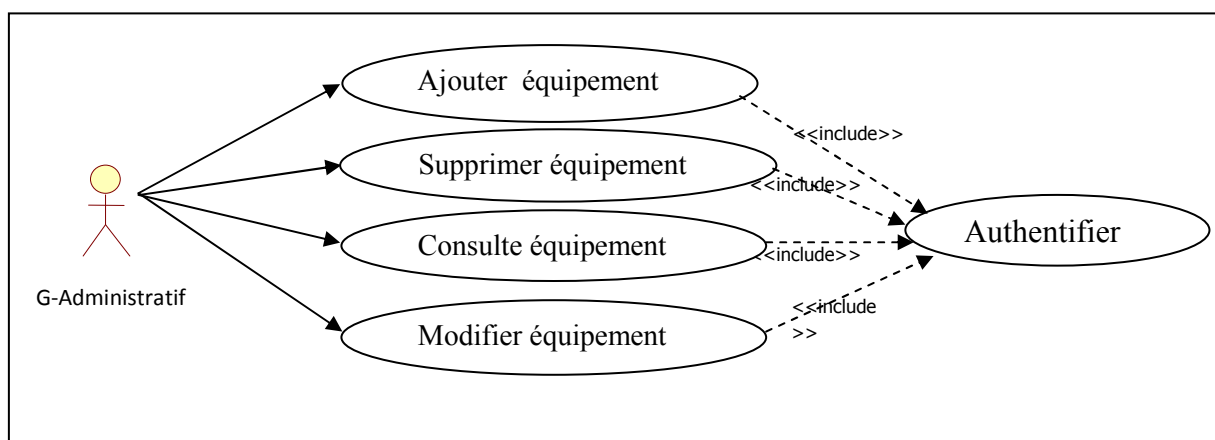 Ajouter équipement
<<include>>
Supprimer équipement
<<include>>
Consulte équipement
<<include>>
Authentifier
G-Administratif
Modifier équipement
<<include
>>